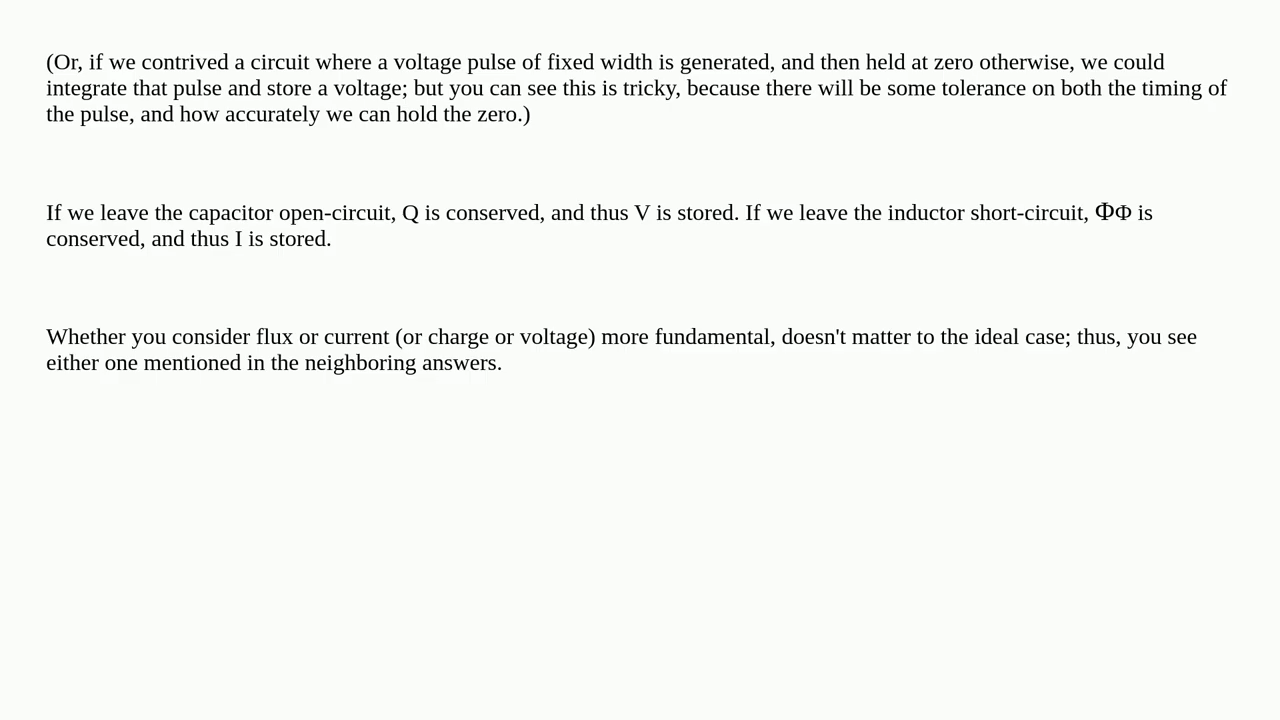 (Or, if we contrived a circuit where a voltage pulse of fixed width is generated, and then held at zero otherwise, we could
integrate that pulse and store a voltage; but you can see this is tricky, because there will be some tolerance on both the timing of
the pulse, and how accurately we can hold the zero.)
If we leave the capacitor open-circuit, Q is conserved, and thus V is stored. If we leave the inductor short-circuit, ΦΦ is
conserved, and thus I is stored.
Whether you consider flux or current (or charge or voltage) more fundamental, doesn't matter to the ideal case; thus, you see
either one mentioned in the neighboring answers.